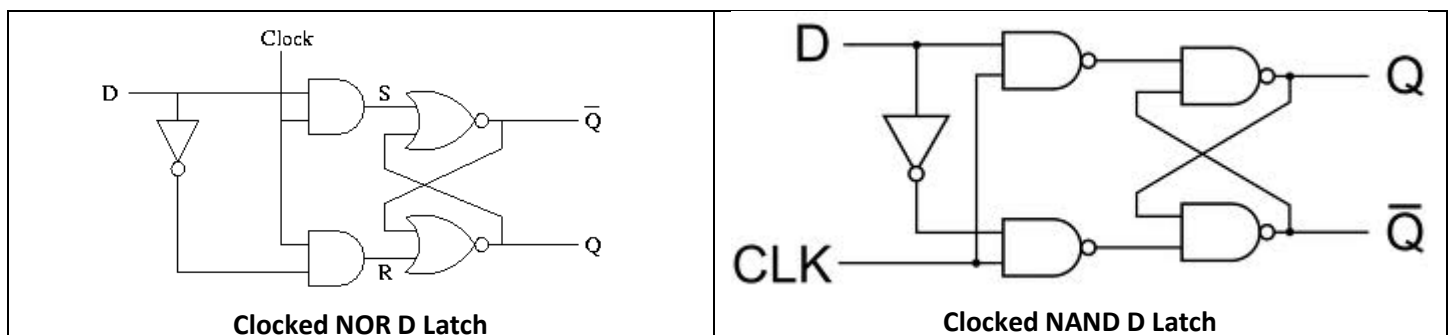 Clock
D
S
Q̅
R
Q
Clocked NOR D Latch
D
Q
CLK
Q̅
Clocked NAND D Latch